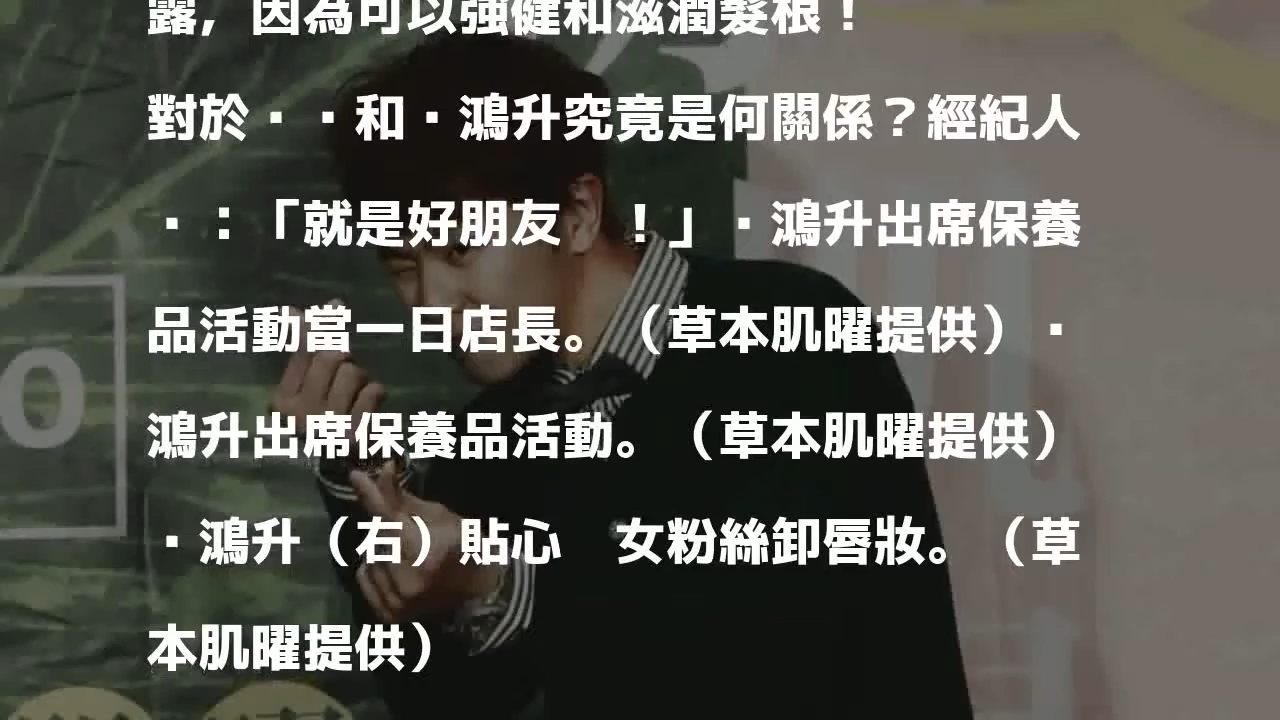 露，因為可以強健和滋潤髮根！
對於··和·鴻升究竟是何關係？經紀人
·：「就是好朋友　！」·鴻升出席保養
品活動當一日店長。（草本肌曜提供）·
鴻升出席保養品活動。（草本肌曜提供）
·鴻升（右）貼心　女粉絲卸唇妝。（草
本肌曜提供）